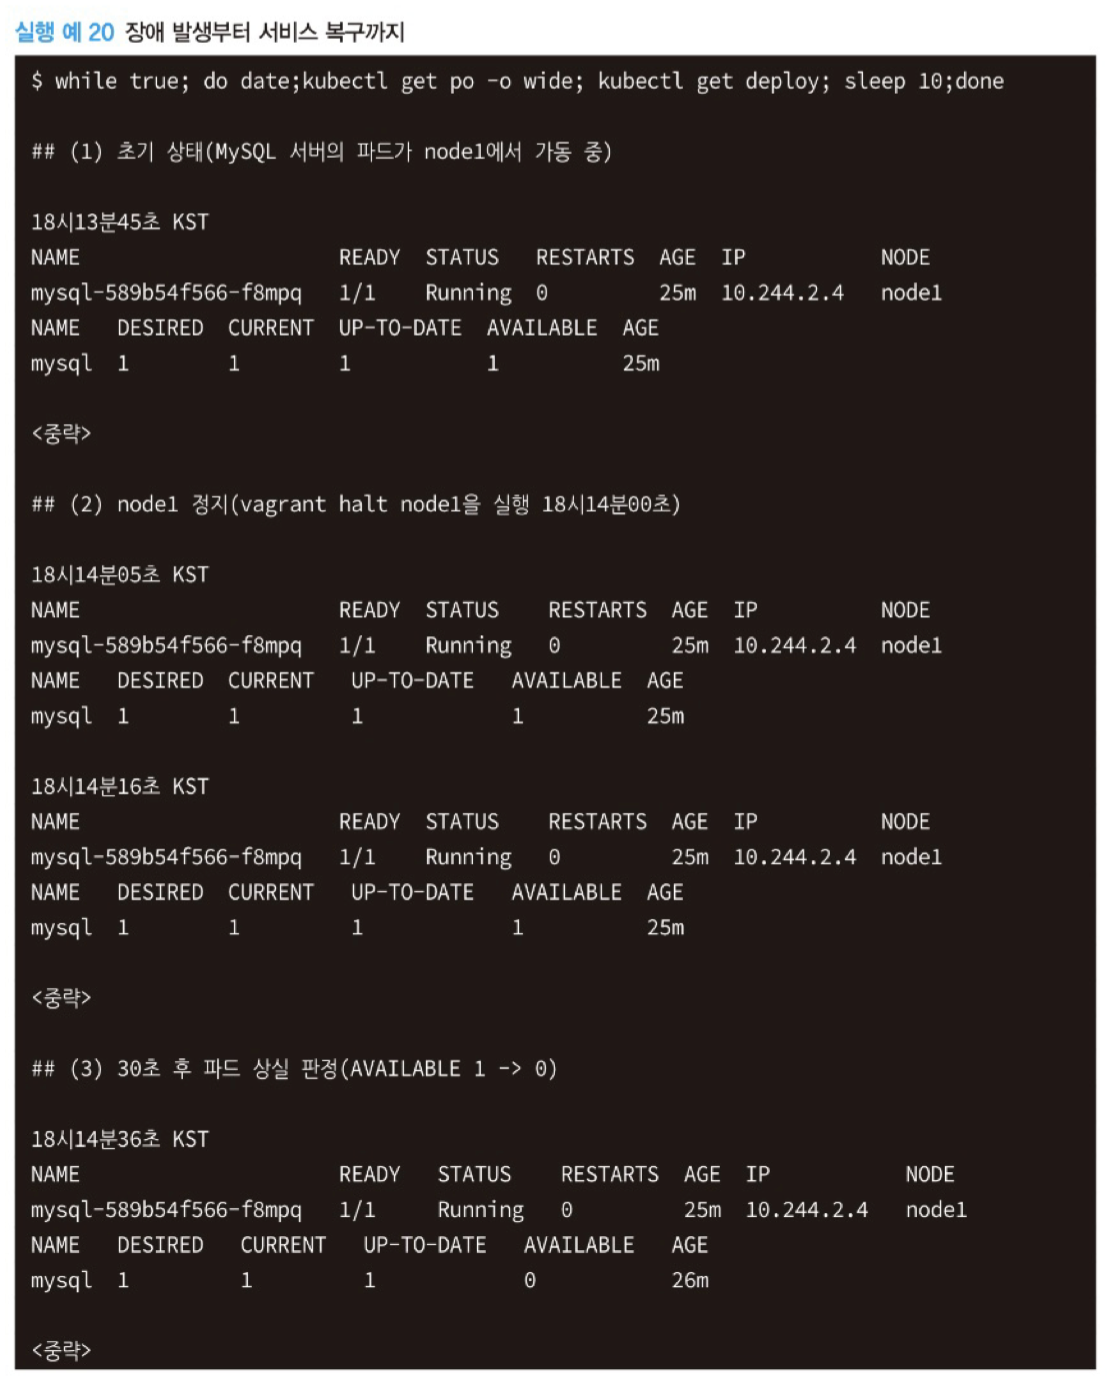 실행 예 20 장애 발생부터 서비스 복구까지
$ while true; do date;kubectl get po -o wide; kubectl get deploy; sleep 10;done
## (1) 초기 상태(MySQL 서버의 파드가 node1에서 가동 중)
18시13분45초 KST
NAME READY STATUS RESTARTS AGE IP NODE
mysql-589b54f566-f8mpq 1/1 Running 0 25m 10.244.2.4 node1
NAME DESIRED CURRENT UP-TO-DATE AVAILABLE AGE
mysql 1 1 1 1 25m
<중략>
## (2) node1 정지(vagrant halt node1을 실행 18시14분00초)
18시14분05초 KST
NAME READY STATUS RESTARTS AGE IP NODE
mysql-589b54f566-f8mpq 1/1 Running 0 25m 10.244.2.4 node1
NAME DESIRED CURRENT UP-TO-DATE AVAILABLE AGE
mysql 1 1 1 1 25m
18시14분16초 KST
NAME READY STATUS RESTARTS AGE IP NODE
mysql-589b54f566-f8mpq 1/1 Running 0 25m 10.244.2.4 node1
NAME DESIRED CURRENT UP-TO-DATE AVAILABLE AGE
mysql 1 1 1 1 25m
<중략>
## (3) 30초 후 파드 상실 판정(AVAILABLE 1 -> 0)
18시14분36초 KST
NAME READY STATUS RESTARTS AGE IP NODE
mysql-589b54f566-f8mpq 1/1 Running 0 25m 10.244.2.4 node1
NAME DESIRED CURRENT UP-TO-DATE AVAILABLE AGE
mysql 1 1 1 0 26m
<중략>